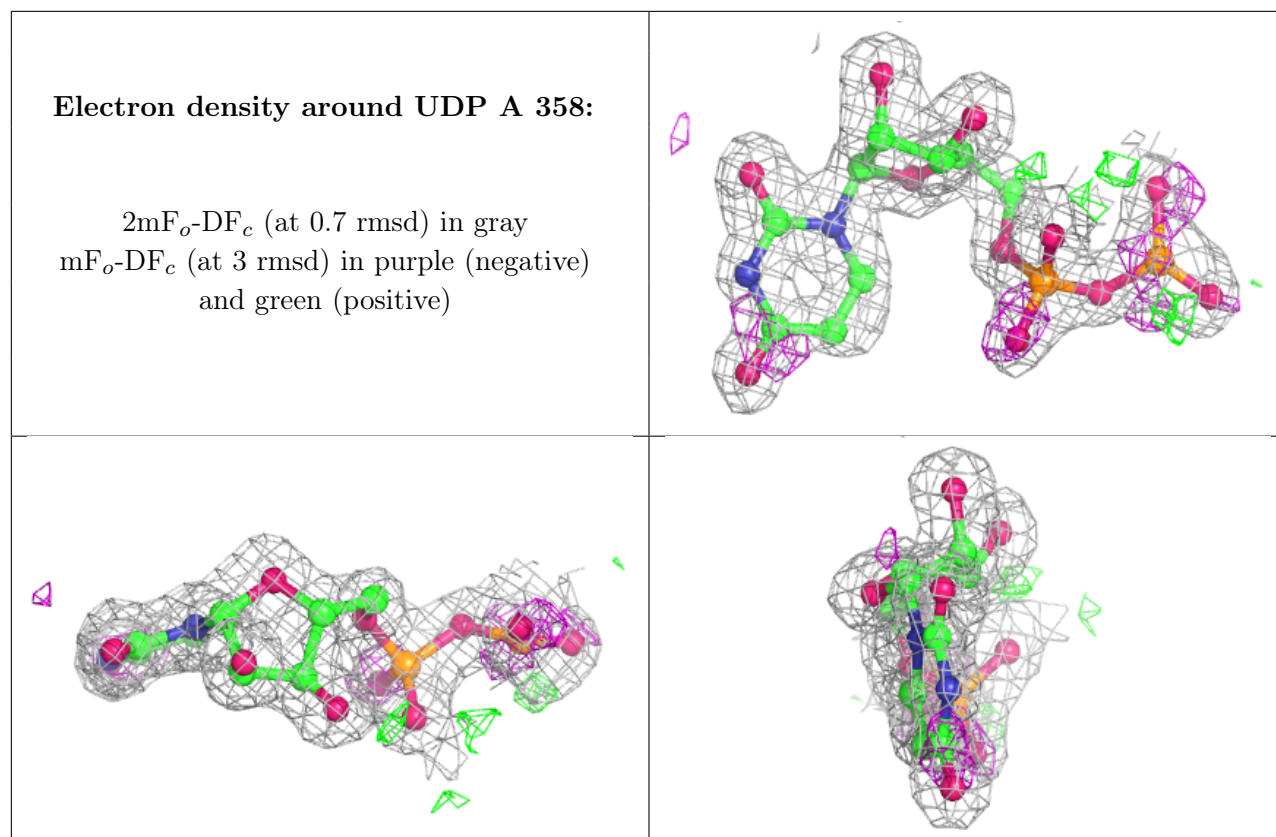 Electron density around UDP A 358:
2mFo-DFc (at 0.7 rmsd) in gray
mFo-DFc (at 3 rmsd) in purple (negative)
and green (positive)